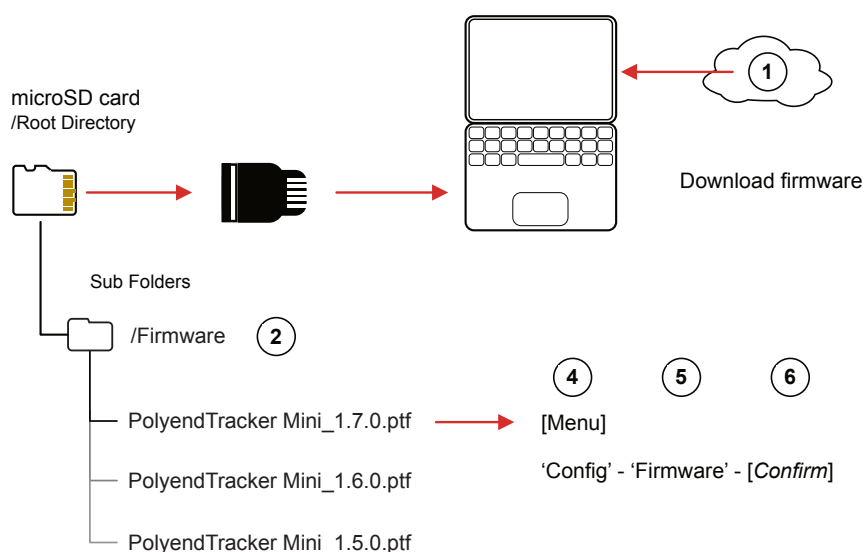 1
microSD card
/Root Directory
Download firmware
Sub Folders
/Firmware
2
4
5
6
PolyendTracker Mini_1.7.0.ptf
[Menu]
‘Config’ - ‘Firmware’ - [Confirm]
PolyendTracker Mini_1.6.0.ptf
PolyendTracker Mini_1.5.0.ptf